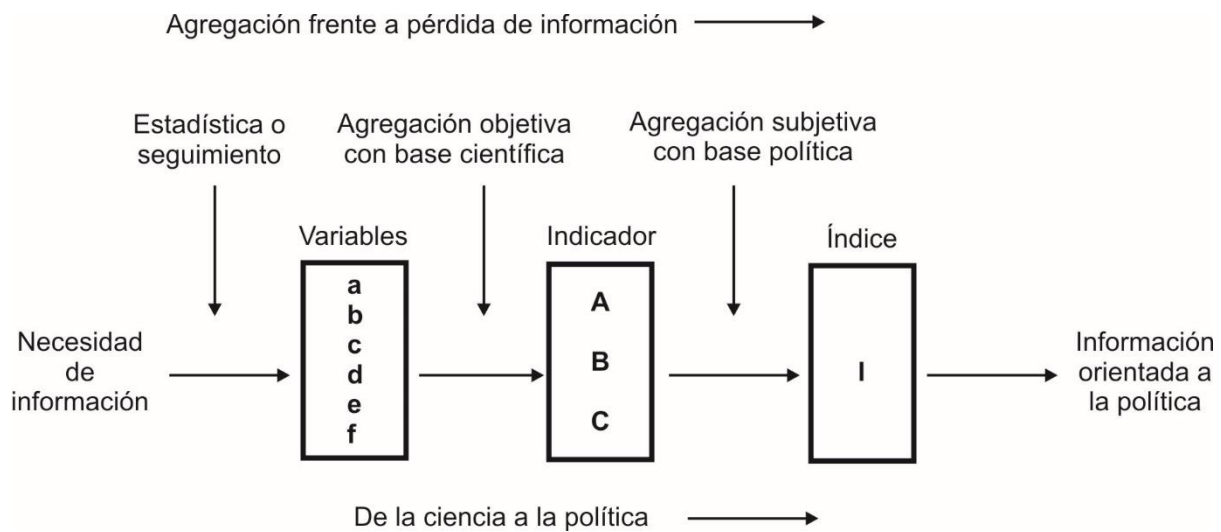 Agregación frente a pérdida de información
Estadística o
seguimiento
Agregación objetiva
con base científica
Agregación subjetiva
con base política
Variables
Indicador
Índice
Necesidad
de
información
a
b
c
d
e
f
A
B
C
I
Información
orientada a
la política
De la ciencia a la política